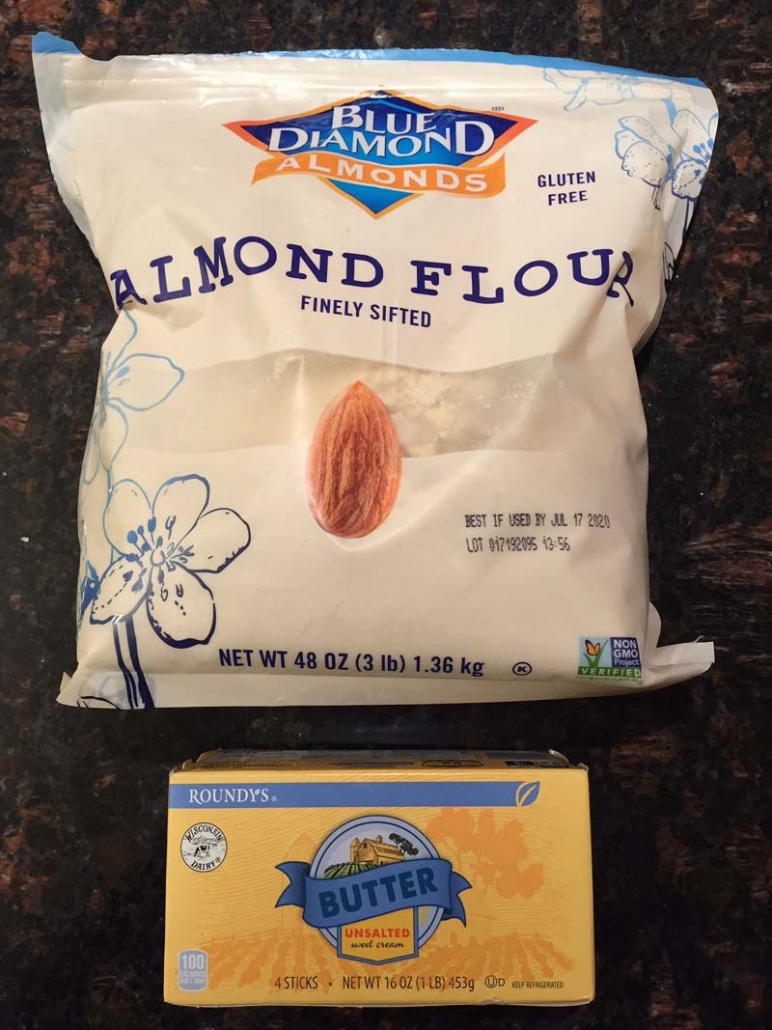 BLUE
DIAMOND®
ALMONDS
GLUTEN
FREE
ALMOND FLOUR
FINELY SIFTED
BEST IF USED BY JUL 17 2020
LOT 017192095 13:56
NET WT 48 OZ (3 lb) 1.36 kg K
NON
GMO
Project
VERIFIED
ROUNDY'S®
WISCONSIN
DAIRY®
BUTTER
UNSALTED
sweet cream
100
CALORIES
4 STICKS • NET WT 16 OZ (1 LB) 453g UD KEEP REFRIGERATED